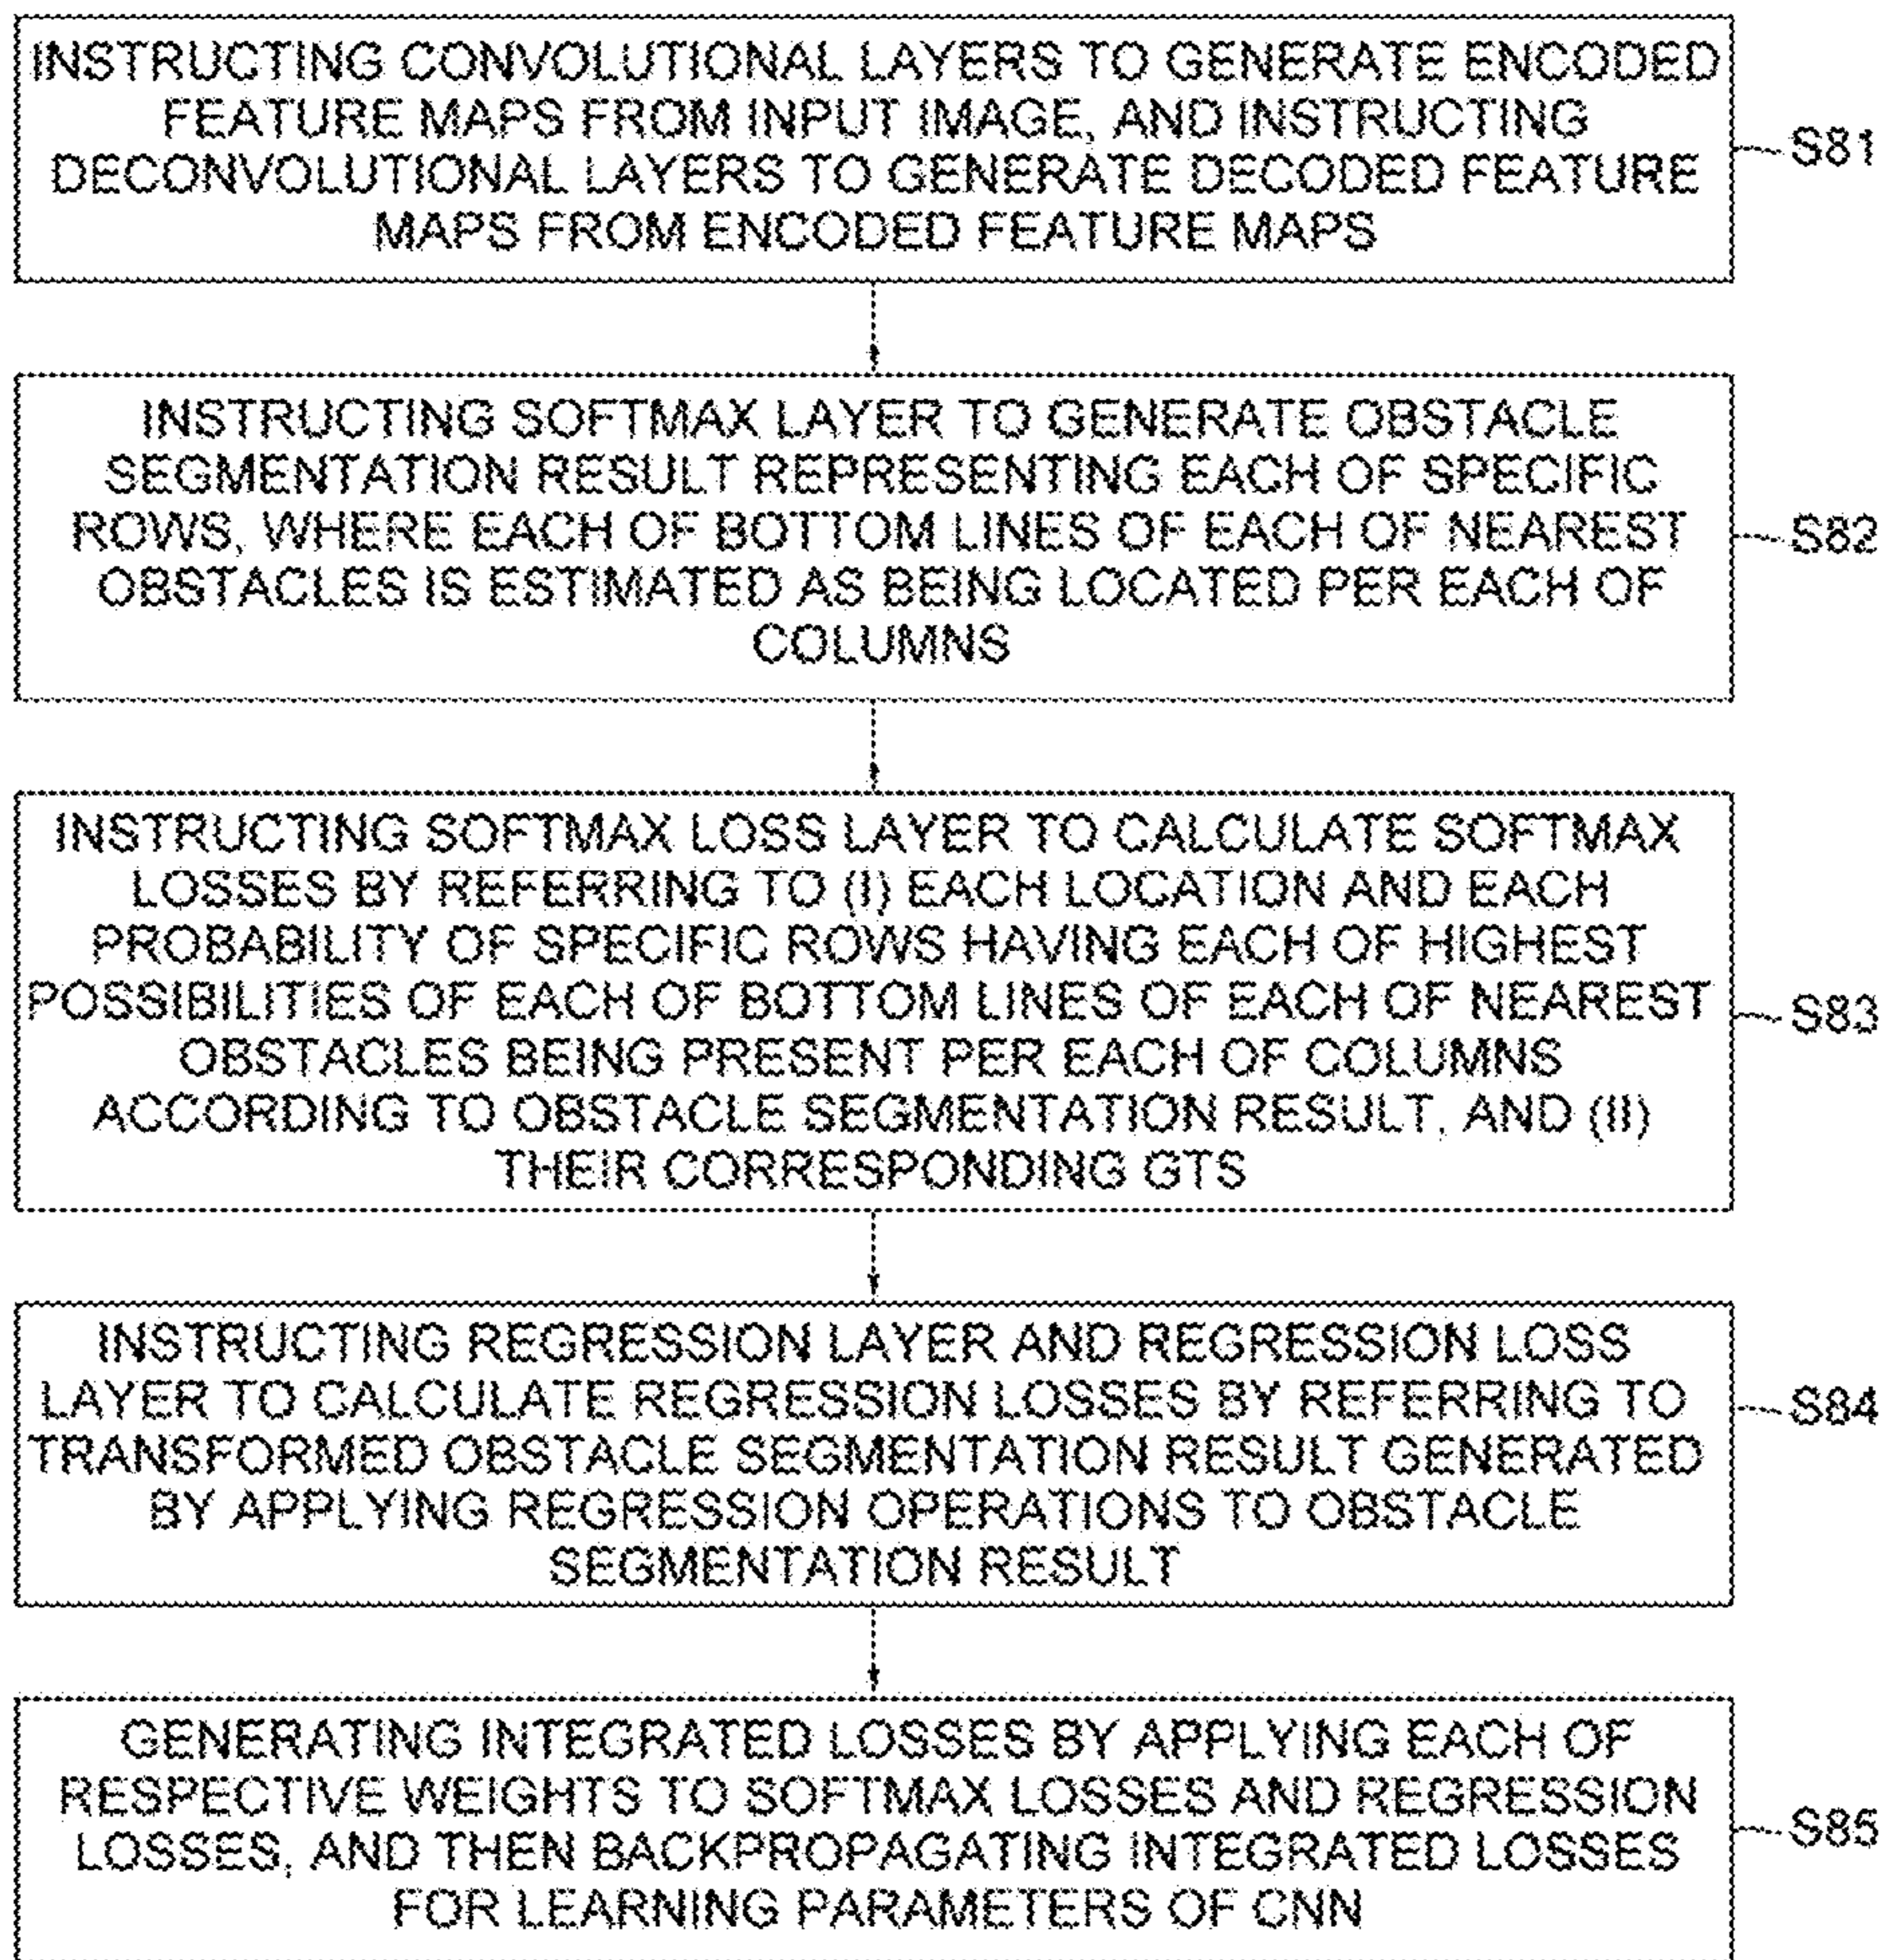 INSTRUCTING CONVOLUTIONAL LAYERS TO GENERATE ENCODED
FEATURE MAPS FROM INPUT IMAGE, AND INSTRUCTING
DECONVOLUTIONAL LAYERS TO GENERATE DECODED FEATURE
MAPS FROM ENCODED FEATURE MAPS
S81
INSTRUCTING SOFTMAX LAYER TO GENERATE OBSTACLE
SEGMENTATION RESULT REPRESENTING EACH OF SPECIFIC
ROWS, WHERE EACH OF BOTTOM LINES OF EACH OF NEAREST
OBSTACLES IS ESTIMATED AS BEING LOCATED PER EACH OF
COLUMNS
S82
INSTRUCTING SOFTMAX LOSS LAYER TO CALCULATE SOFTMAX
LOSSES BY REFERRING TO (I) EACH LOCATION AND EACH
PROBABILITY OF SPECIFIC ROWS HAVING EACH OF HIGHEST
POSSIBILITIES OF EACH OF BOTTOM LINES OF EACH OF NEAREST
OBSTACLES BEING PRESENT PER EACH OF COLUMNS
ACCORDING TO OBSTACLE SEGMENTATION RESULT, AND (II)
THEIR CORRESPONDING GTS
S83
INSTRUCTING REGRESSION LAYER AND REGRESSION LOSS
LAYER TO CALCULATE REGRESSION LOSSES BY REFERRING TO
TRANSFORMED OBSTACLE SEGMENTATION RESULT GENERATED
BY APPLYING REGRESSION OPERATIONS TO OBSTACLE
SEGMENTATION RESULT
S84
GENERATING INTEGRATED LOSSES BY APPLYING EACH OF
RESPECTIVE WEIGHTS TO SOFTMAX LOSSES AND REGRESSION
LOSSES, AND THEN BACKPROPAGATING INTEGRATED LOSSES
FOR LEARNING PARAMETERS OF CNN
S85